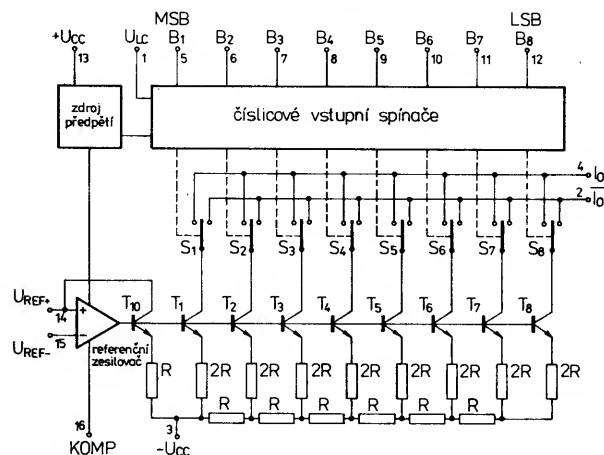 MSB LSB
+UCC ULC B1 B2 B3 B4 B5 B6 B7 B8
13 1 5 6 7 8 9 10 11 12
zdroj
předpětí
číslicové vstupní spínače
4 IO
2 IO
S1 S2 S3 S4 S5 S6 S7 S8
UREF+ 14 +
T10 T1 T2 T3 T4 T5 T6 T7 T8
UREF- 15 −
referenční
zesilovač
R 2R 2R 2R 2R 2R 2R 2R 2R
R R R R R R
16 3
KOMP -UCC